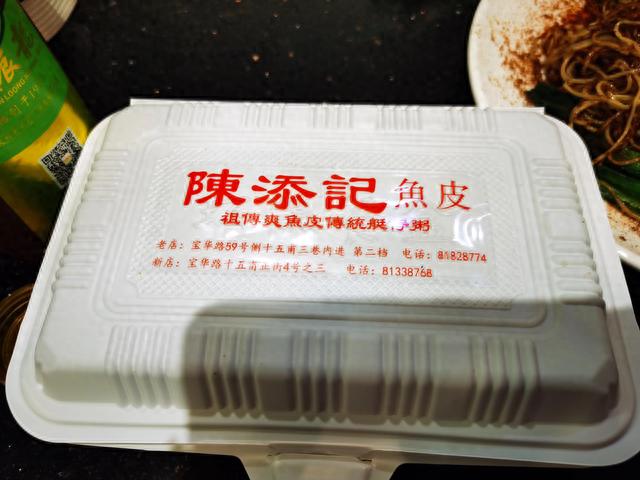 陳添記魚皮
祖傳爽魚皮傳統艇仔粥
老店：宝华路59号侧十五甫三巷内进 第二档 电话：81828774
新店：宝华路十五甫正街4号之三 电话：81338768